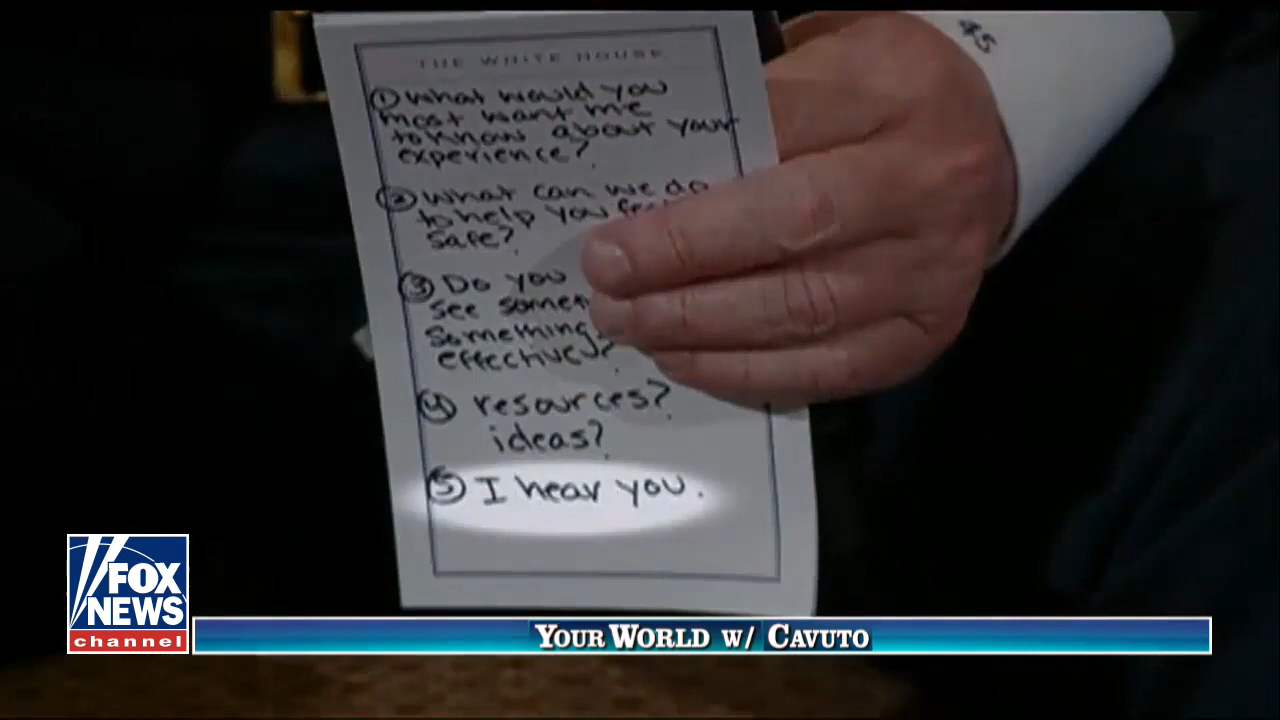 THE WHITE HOUSE
45
① What would you
most want me
to know about your
experience?
② What can we do
to help you
safe?
③ Do you
see
something
effective?
④ resources?
ideas?
⑤ I hear you.
FOX
NEWS
channel
YOUR WORLD W/ CAVUTO